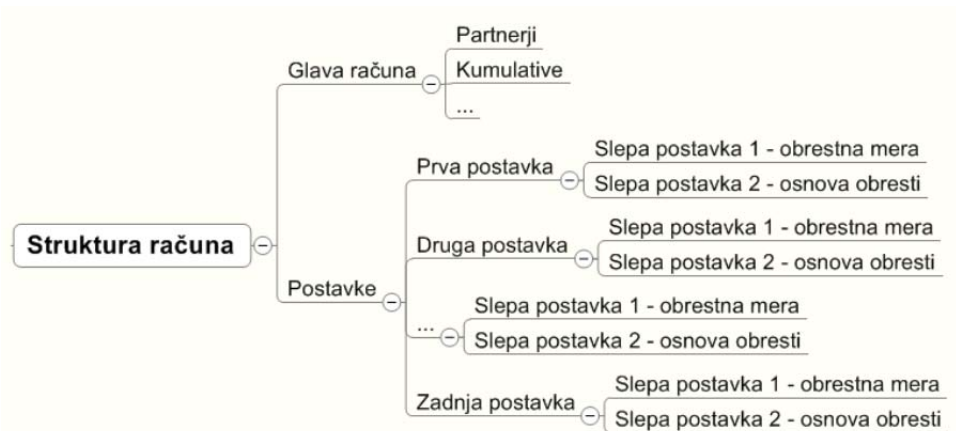 Struktura računa
Glava računa
Partnerji
Kumulative
...
Postavke
Prva postavka
Slepa postavka 1 - obrestna mera
Slepa postavka 2 - osnova obresti
Druga postavka
Slepa postavka 1 - obrestna mera
Slepa postavka 2 - osnova obresti
...
Slepa postavka 1 - obrestna mera
Slepa postavka 2 - osnova obresti
Zadnja postavka
Slepa postavka 1 - obrestna mera
Slepa postavka 2 - osnova obresti